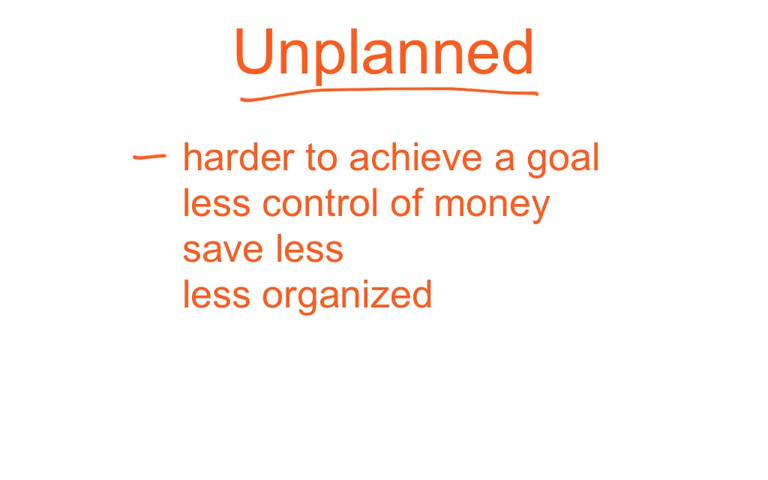 Unplanned
- harder to achieve a goal
less control of money
save less
less organized